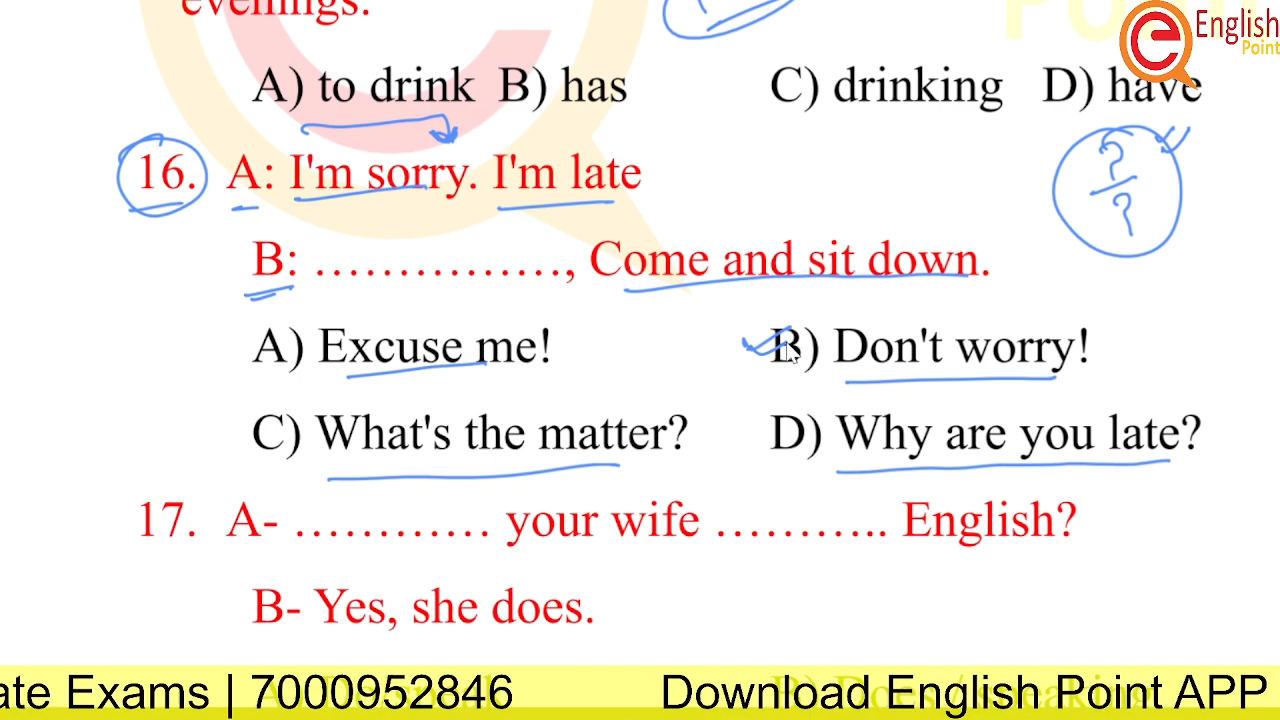 evenings.
English
Point
A) to drink B) has C) drinking D) have
?
?
16. A: I'm sorry. I'm late
B: ……………, Come and sit down.
A) Excuse me! B) Don't worry!
C) What's the matter? D) Why are you late?
17. A- ………… your wife ……….. English?
B- Yes, she does.
ate Exams | 7000952846 Download English Point APP
B) Does / speaking